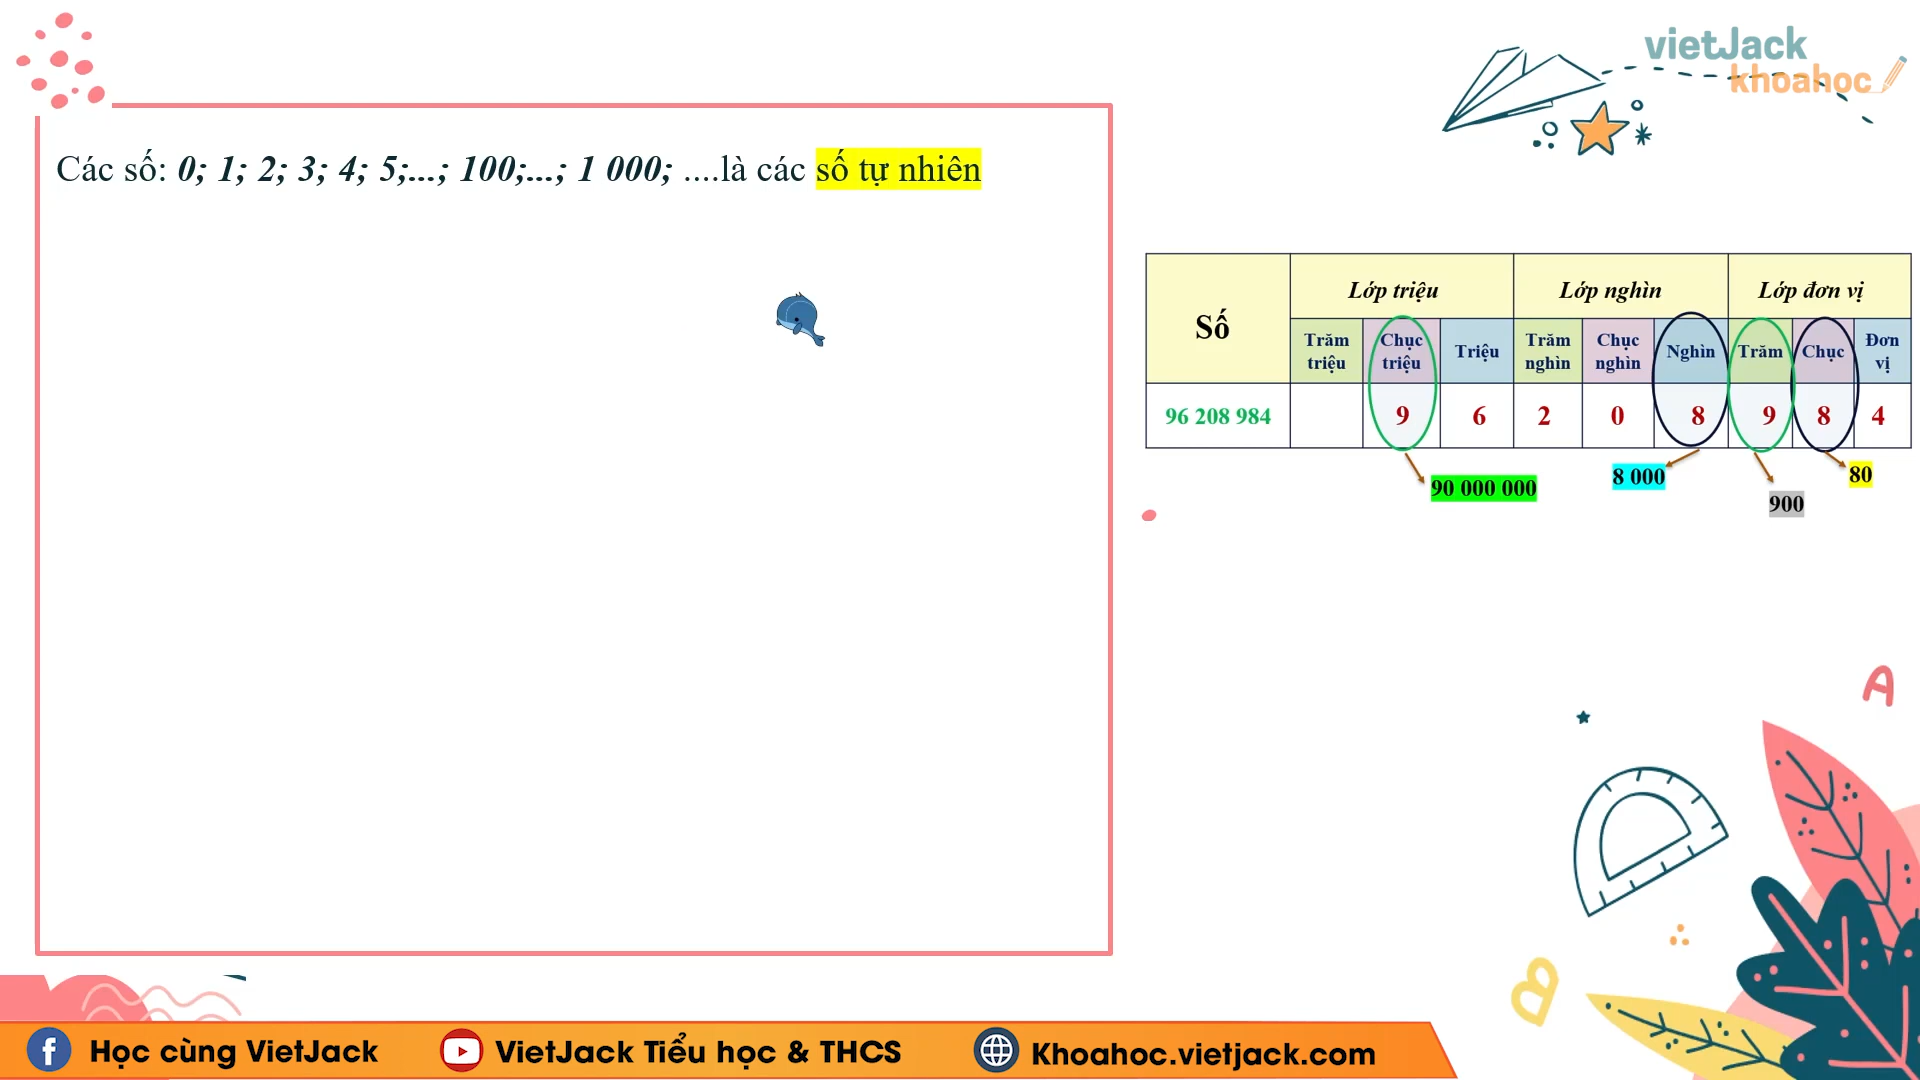 vietJack
khoahoc
Các số: 0; 1; 2; 3; 4; 5;...; 100;...; 1 000; ....là các số tự nhiên
Số
Lớp triệu
Lớp nghìn
Lớp đơn vị
Trăm triệu
Chục triệu
Triệu
Trăm nghìn
Chục nghìn
Nghìn
Trăm
Chục
Đơn vị
96 208 984
9 6 2 0 8 9 8 4
90 000 000
8 000
900
80
A
B
Học cùng VietJack
VietJack Tiểu học & THCS
Khoahoc.vietjack.com